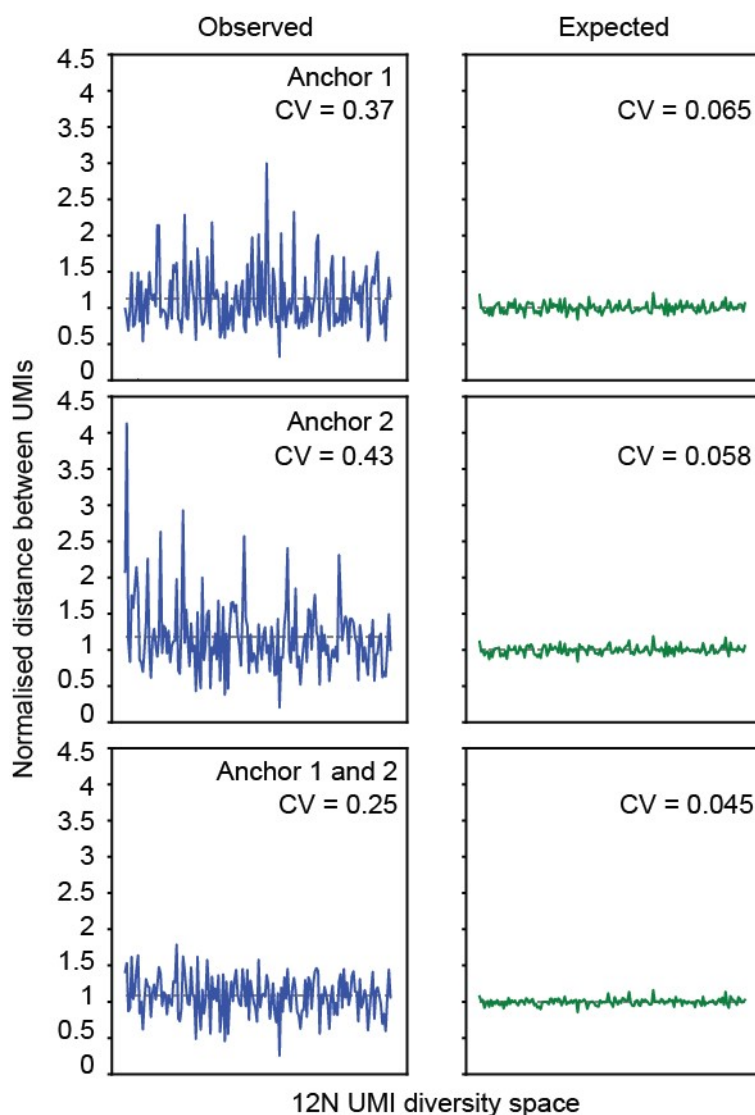 Observed
Expected
Normalised distance between UMIs
4.5
4
3.5
3
2.5
2
1.5
1
0.5
0
Anchor 1
CV = 0.37
CV = 0.065
4.5
4
3.5
3
2.5
2
1.5
1
0.5
0
Anchor 2
CV = 0.43
CV = 0.058
4.5
4
3.5
3
2.5
2
1.5
1
0.5
0
Anchor 1 and 2
CV = 0.25
CV = 0.045
12N UMI diversity space